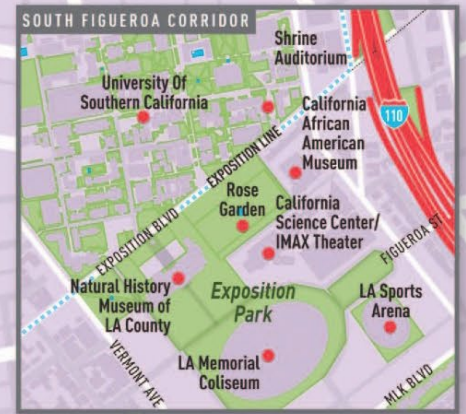 SOUTH FIGUEROA CORRIDOR
Shrine
Auditorium
University Of
Southern California
110
California
African
American
Museum
EXPOSITION LINE
Rose
Garden
California
Science Center/
IMAX Theater
EXPOSITION BLVD
FIGUEROA ST
Natural History
Museum of
LA County
Exposition
Park
LA Sports
Arena
VERMONT AVE
LA Memorial
Coliseum
MLK BLVD